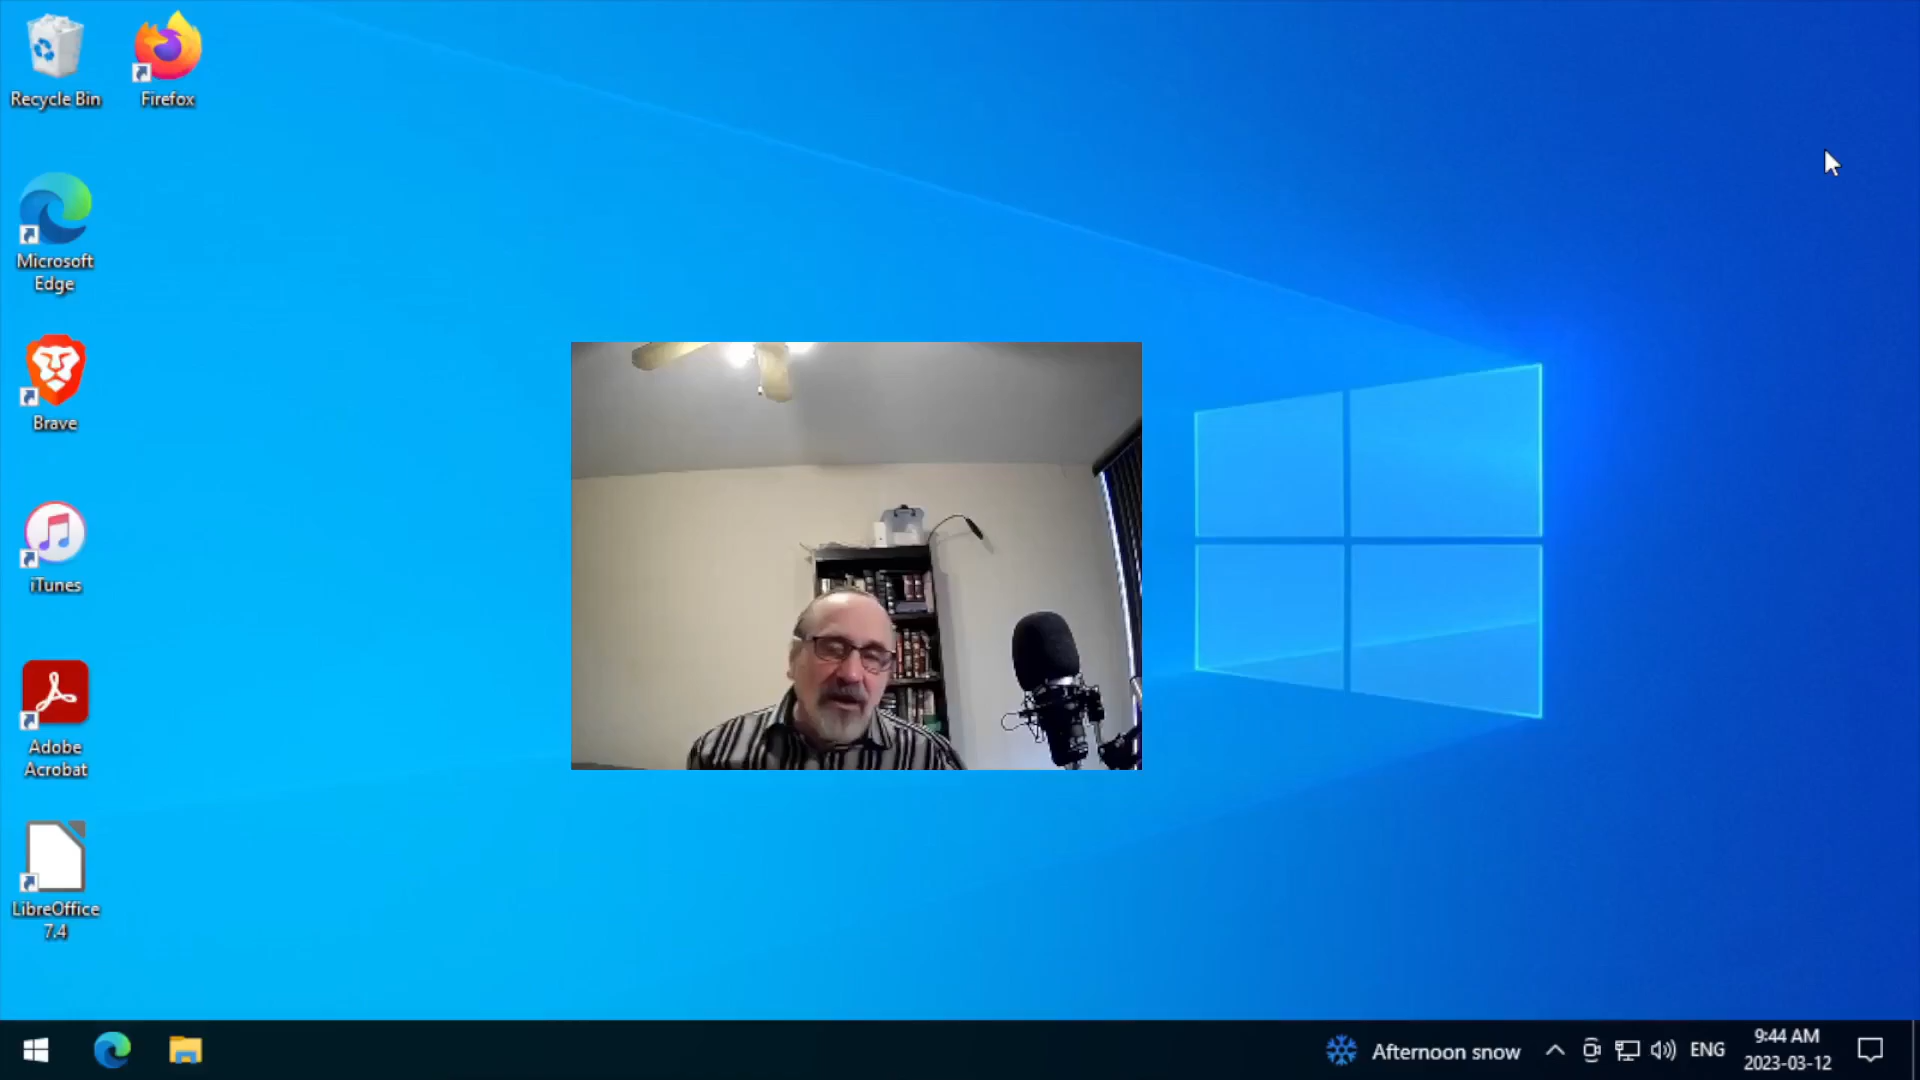 Recycle Bin
Firefox
Microsoft
Edge
Brave
iTunes
Adobe
Acrobat
LibreOffice
7.4
Afternoon snow
ENG
9:44 AM
2023-03-12